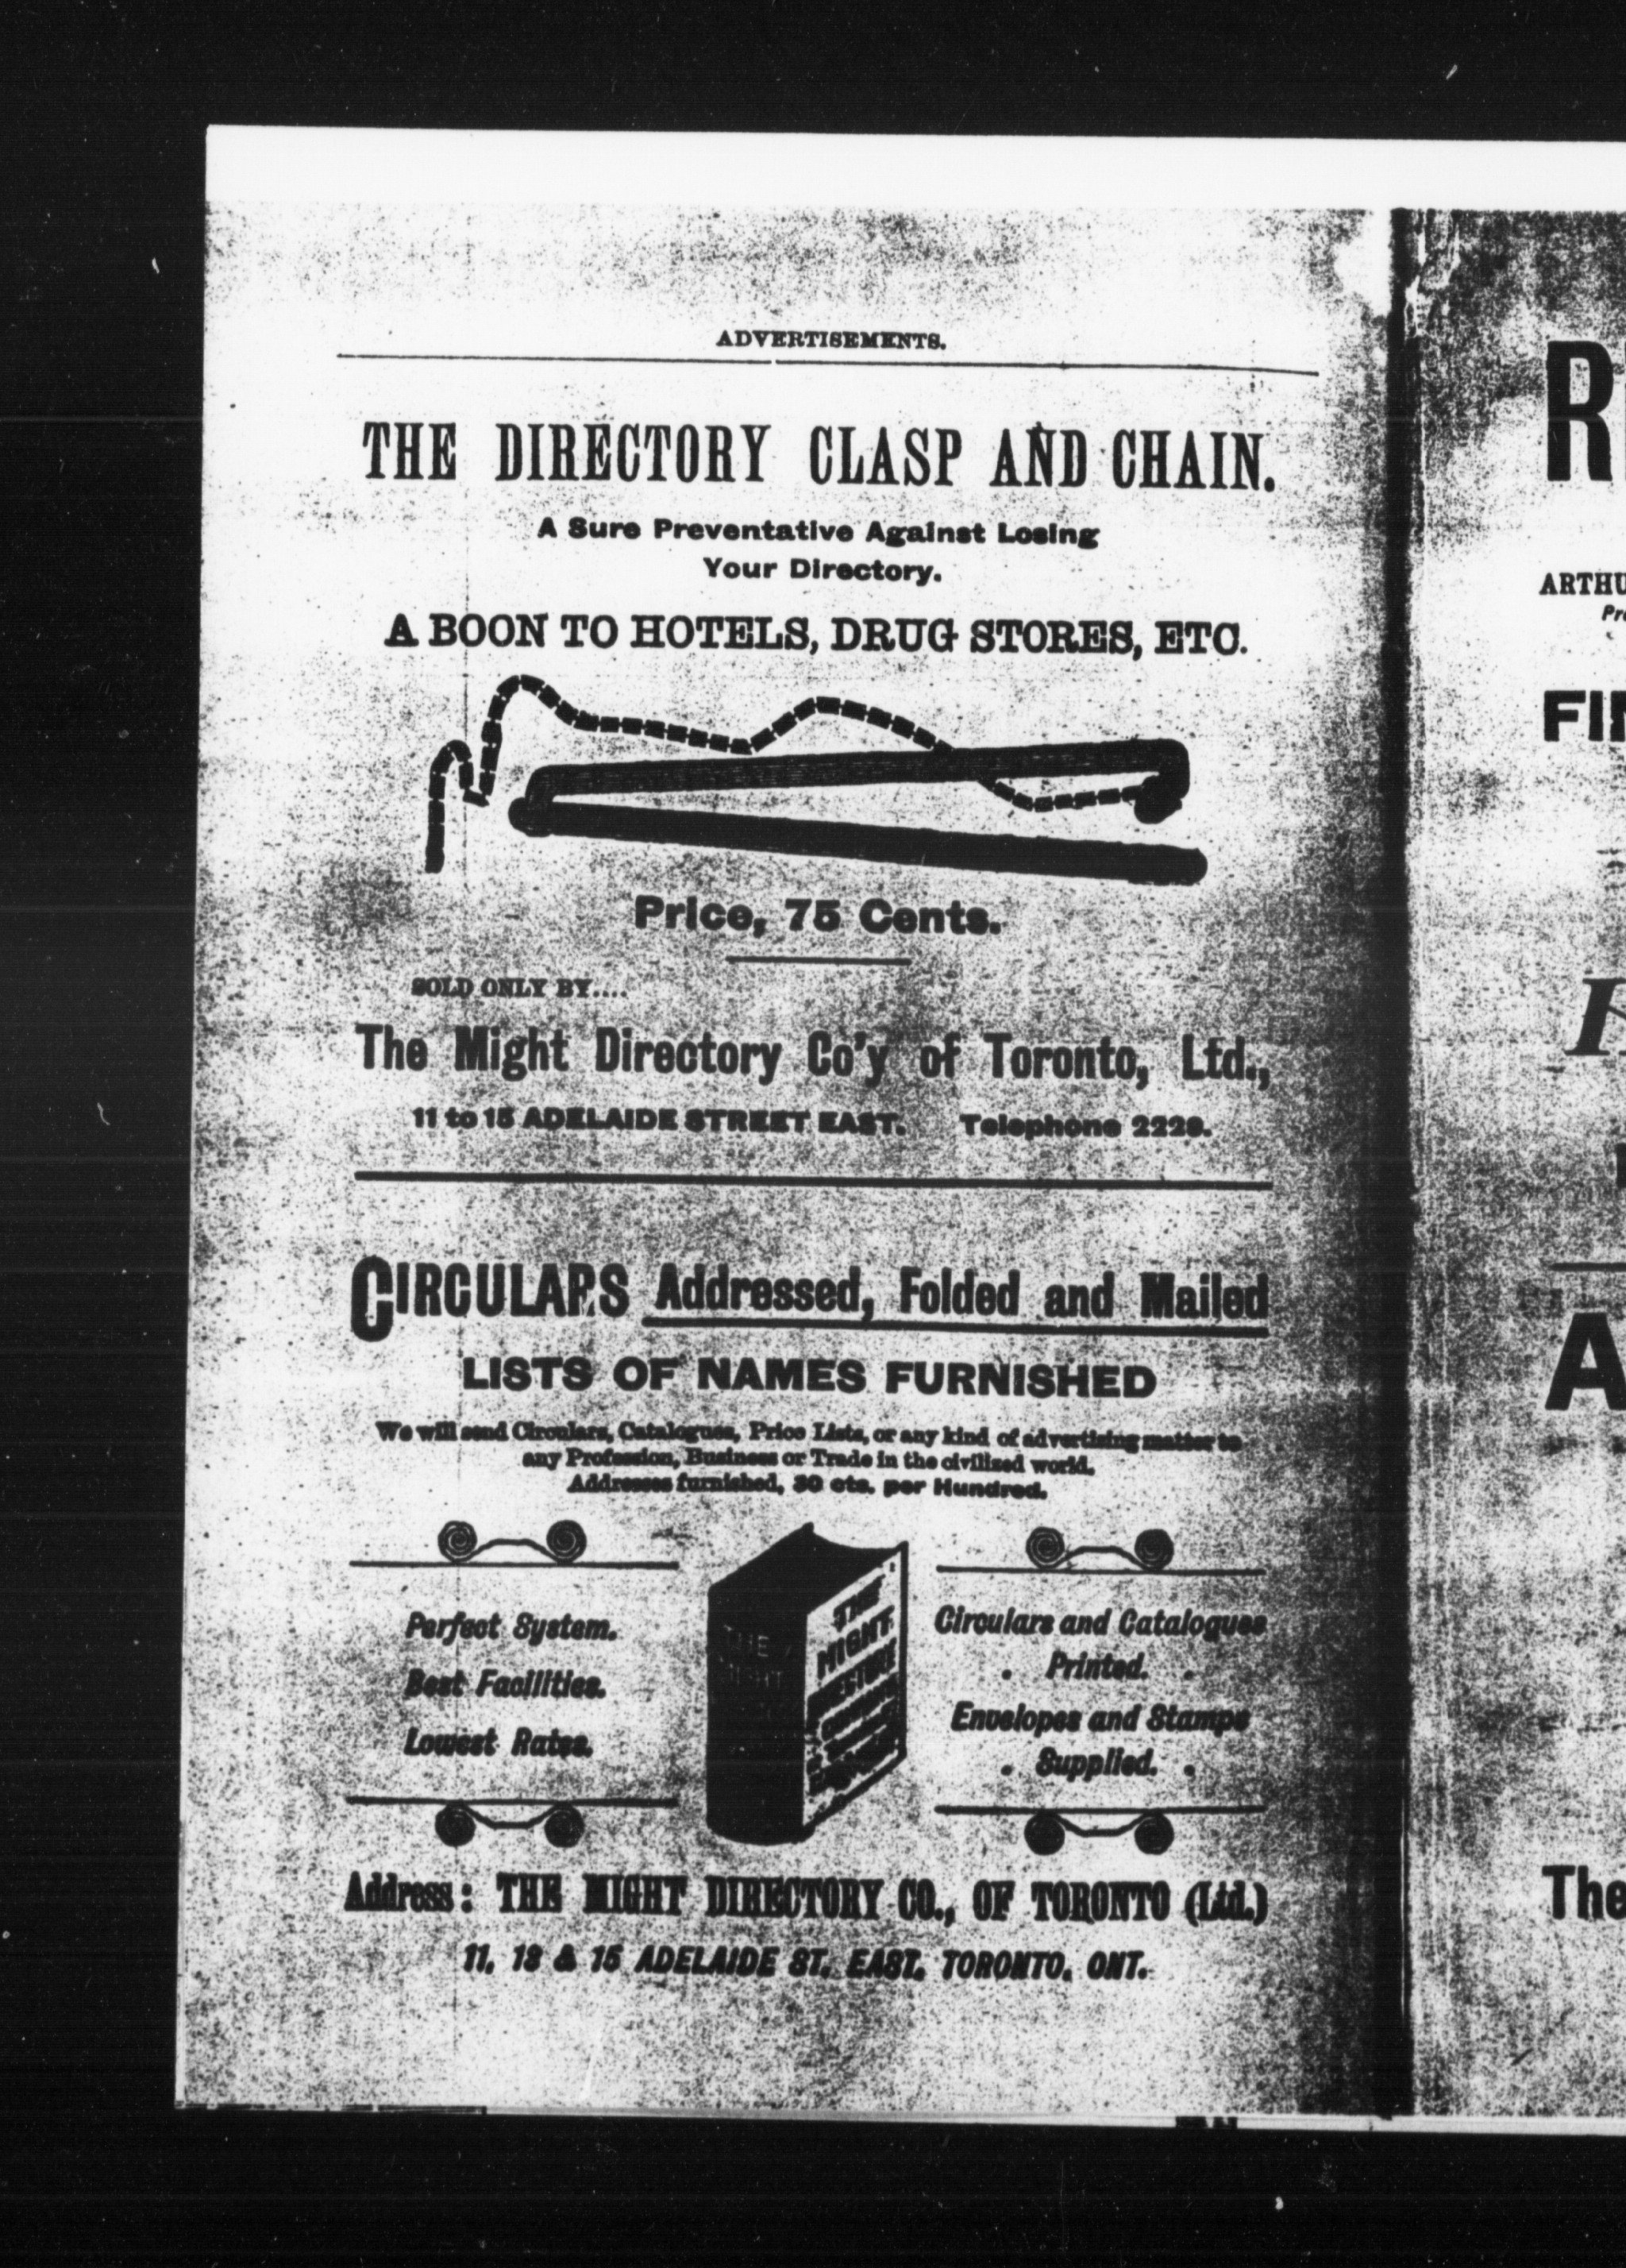 ADVERTISEMENTS.
THE DIRECTORY CLASP AND CHAIN.
A Sure Preventative Against Losing
Your Directory.
A BOON TO HOTELS, DRUG STORES, ETC.
Price, 75 Cents.
SOLD ONLY BY....
The Might Directory Co'y of Toronto, Ltd.,
11 to 15 ADELAIDE STREET EAST. Telephone 2228.
CIRCULARS Addressed, Folded and Mailed
LISTS OF NAMES FURNISHED
We will send Circulars, Catalogues, Price Lists, or any kind of advertising matter to
any Profession, Business or Trade in the civilized world.
Addresses furnished, 30 cts. per Hundred.
Perfect System.
Best Facilities.
Lowest Rates.
THE
MIGHT
THE
MIGHT
Circulars and Catalogues
. Printed. .
Envelopes and Stamps
. Supplied. .
Address: THE MIGHT DIRECTORY CO., OF TORONTO (Ltd.)
11, 13 & 15 ADELAIDE ST. EAST, TORONTO, ONT.
ARTHU
FIN
A
The